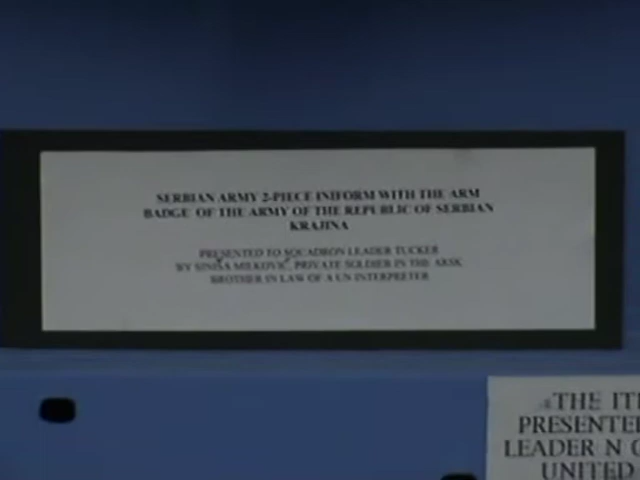 SERBIAN ARMY 2-PIECE INIFORM WITH THE ARM
BADGE OF THE ARMY OF THE REPUBLIC OF SERBIAN
KRAJINA
PRESENTED TO SQUADRON LEADER TUCKER
BY SINISA MILKOVIC, PRIVATE SOLDIER IN THE ARSK
BROTHER IN LAW OF A UN INTERPRETER
THE ITE
PRESENTE
LEADER N
UNITED